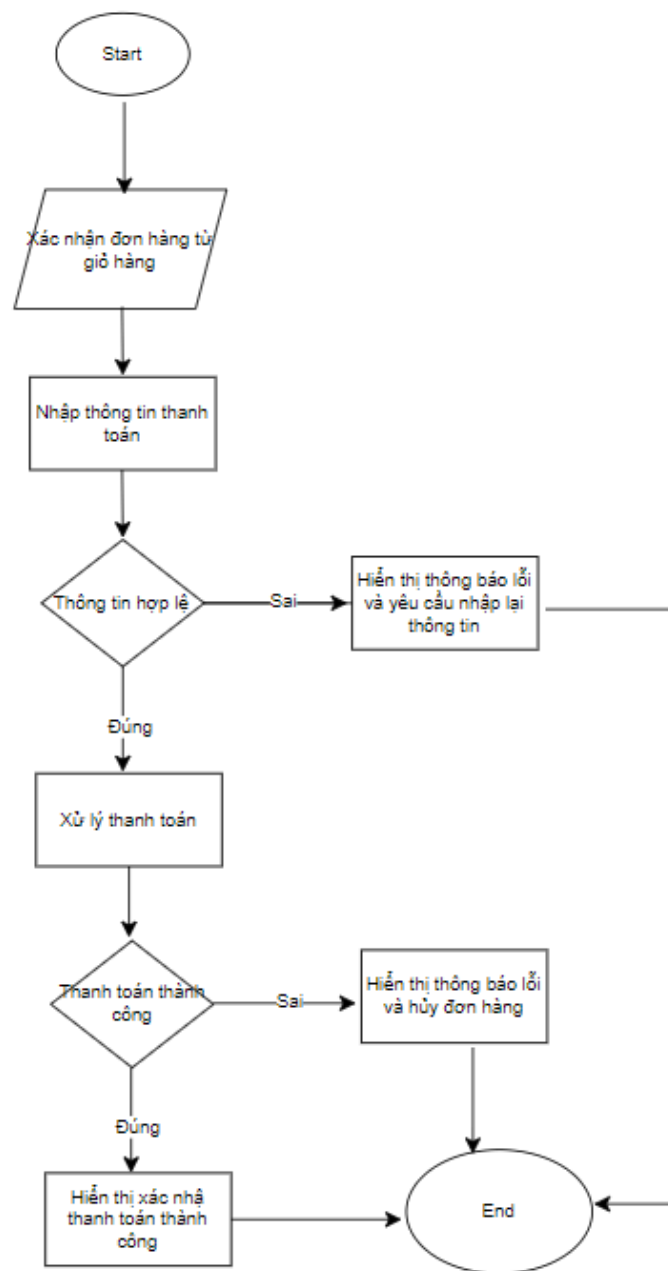 Start
Xác nhận đơn hàng từ
giỏ hàng
Nhập thông tin thanh
toán
Thông tin hợp lệ
Sai
Hiển thị thông báo lỗi
và yêu cầu nhập lại
thông tin
Đúng
Xử lý thanh toán
Thanh toán thành
công
Sai
Hiển thị thông báo lỗi
và hủy đơn hàng
Đúng
Hiển thị xác nhậ
thanh toán thành
công
End